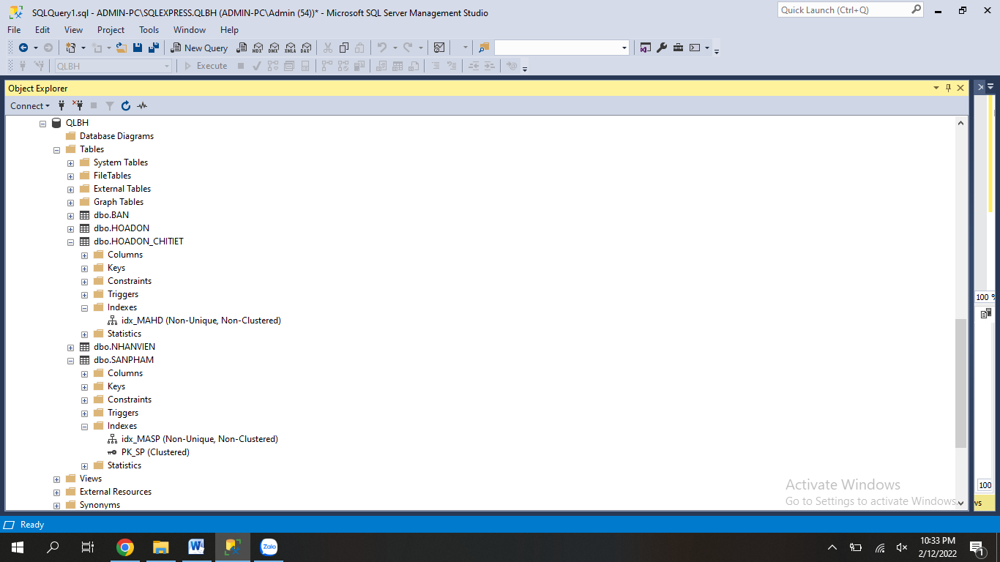 SQLQuery1.sql - ADMIN-PC\SQLEXPRESS.QLBH (ADMIN-PC\Admin (54))* - Microsoft SQL Server Management Studio
Quick Launch (Ctrl+Q)
File Edit View Project Tools Window Help
New Query MDX DMX XMLA DAX
QLBH Execute
Object Explorer
Connect
QLBH
Database Diagrams
Tables
System Tables
FileTables
External Tables
Graph Tables
dbo.BAN
dbo.HOADON
dbo.HOADON_CHITIET
Columns
Keys
Constraints
Triggers
Indexes
idx_MAHD (Non-Unique, Non-Clustered)
Statistics
dbo.NHANVIEN
dbo.SANPHAM
Columns
Keys
Constraints
Triggers
Indexes
idx_MASP (Non-Unique, Non-Clustered)
PK_SP (Clustered)
Statistics
Views
External Resources
Synonyms
100 %
100
vs
Activate Windows
Go to Settings to activate Windows.
Ready
Zalo
10:33 PM
2/12/2022
1